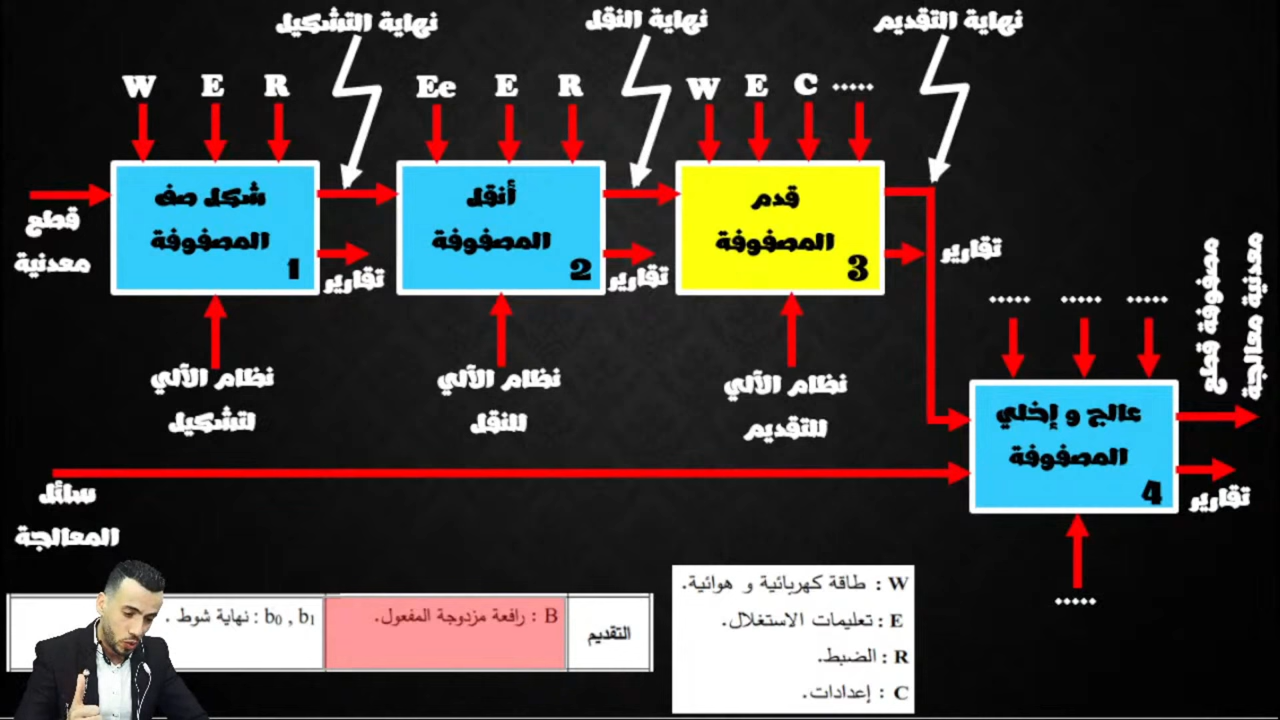 نهاية التشكيل
نهاية النقل
نهاية التقديم
W E R
Ee E R
W E C .....
قطع
معدنية
شكل صف
المصفوفة
1
تقارير
أنقل
المصفوفة
2
تقارير
قدم
المصفوفة
3
تقارير
نظام الآلي
لتشكيل
نظام الآلي
للنقل
نظام الآلي
للتقديم
..... ..... .....
مصفوفة قطع
معدنية معالجة
عالج و إخلي
المصفوفة
4
تقارير
سائل
المعالجة
.....
التقديم
B : رافعة مزدوجة المفعول.
b₀ , b₁ : نهاية شوط .
W : طاقة كهربائية و هوائية.
E : تعليمات الاستغلال.
R : الضبط.
C : إعدادات.